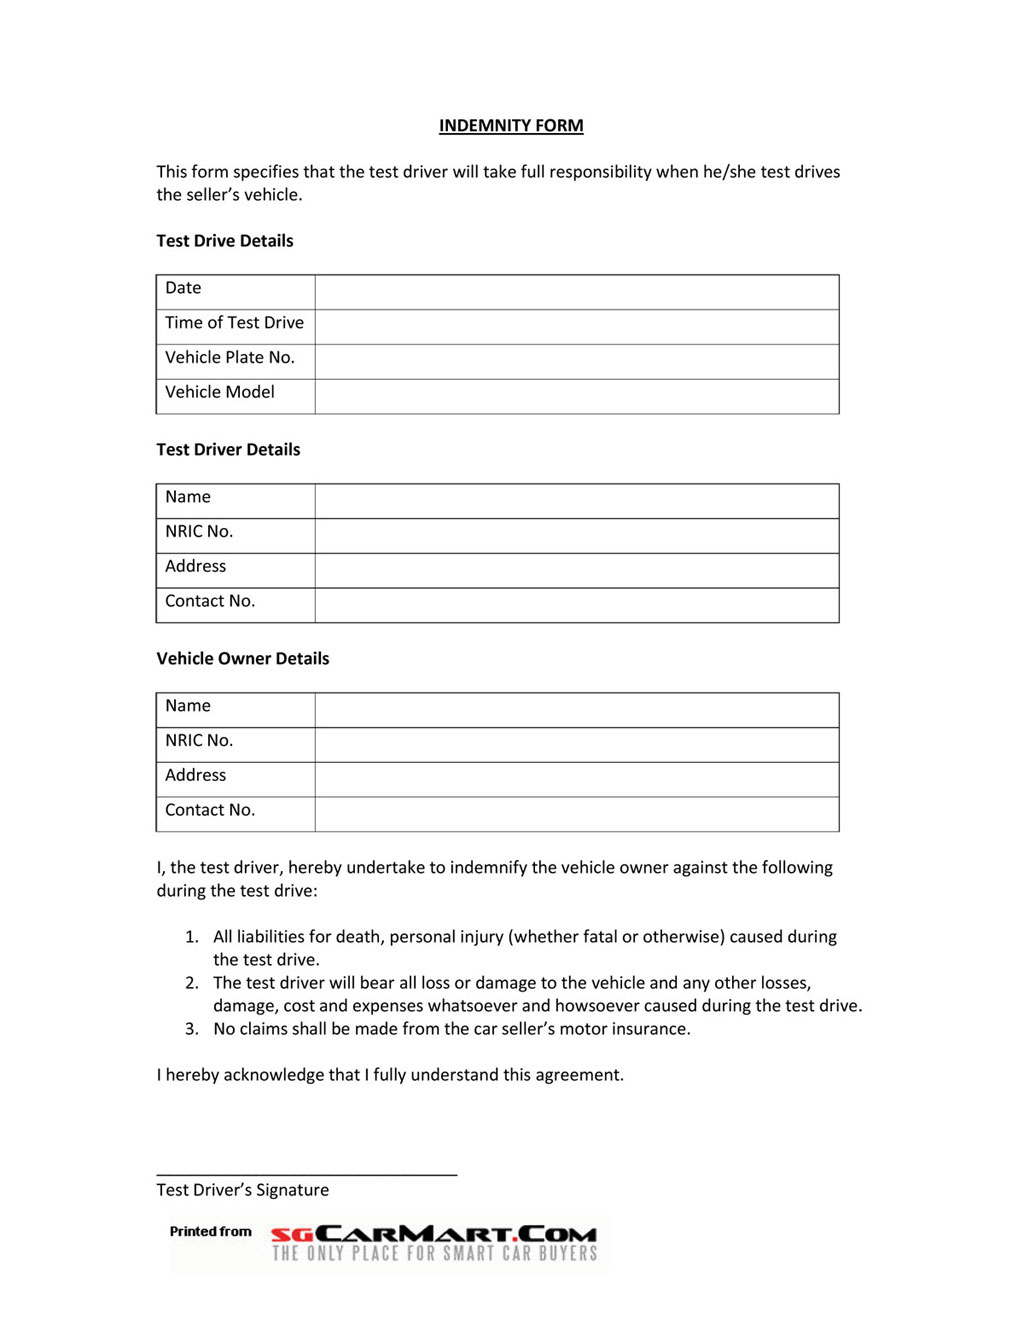 INDEMNITY FORM
This form specifies that the test driver will take full responsibility when he/she test drives
the seller’s vehicle.
Test Drive Details
Date
Time of Test Drive
Vehicle Plate No.
Vehicle Model
Test Driver Details
Name
NRIC No.
Address
Contact No.
Vehicle Owner Details
Name
NRIC No.
Address
Contact No.
I, the test driver, hereby undertake to indemnify the vehicle owner against the following
during the test drive:
1. All liabilities for death, personal injury (whether fatal or otherwise) caused during
the test drive.
2. The test driver will bear all loss or damage to the vehicle and any other losses,
damage, cost and expenses whatsoever and howsoever caused during the test drive.
3. No claims shall be made from the car seller’s motor insurance.
I hereby acknowledge that I fully understand this agreement.
Test Driver’s Signature
Printed from sgCarMart.Com
THE ONLY PLACE FOR SMART CAR BUYERS